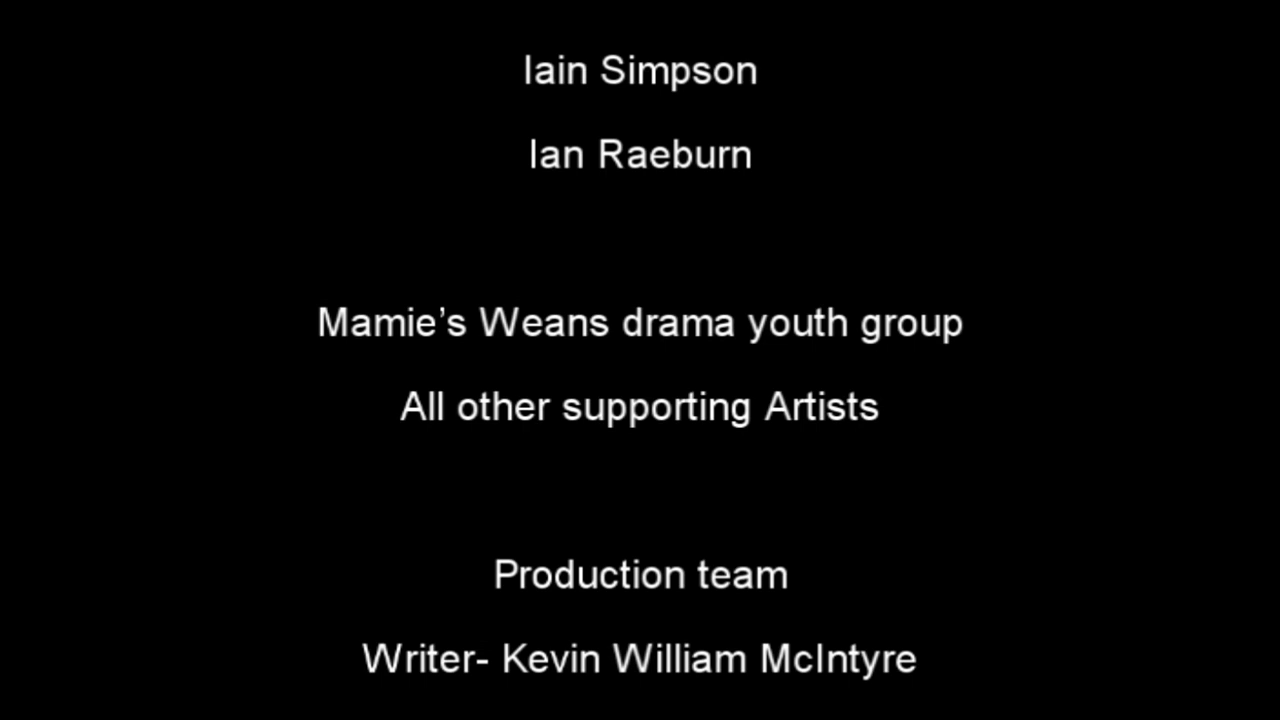 Iain Simpson
Ian Raeburn
Mamie’s Weans drama youth group
All other supporting Artists
Production team
Writer- Kevin William McIntyre